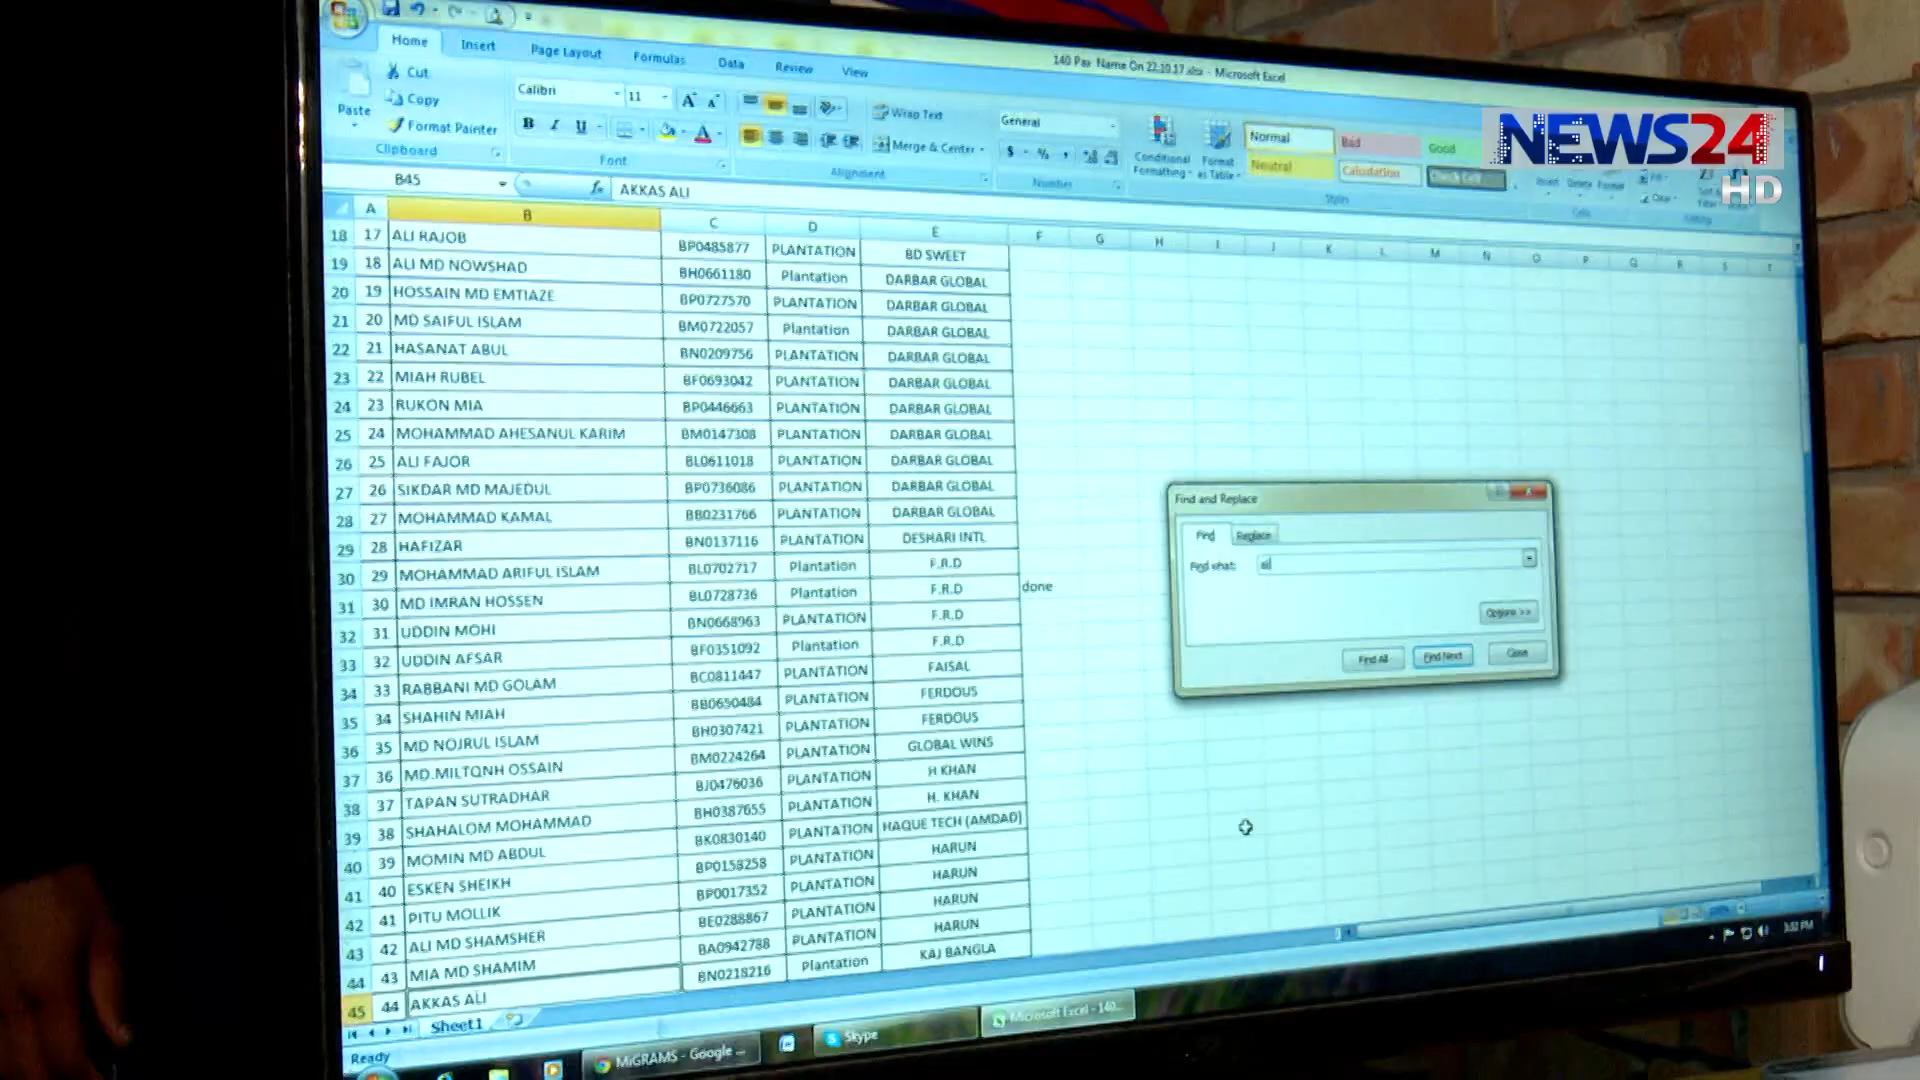 140 Pax Name On 22.10.17.xlsx - Microsoft Excel
Home Insert Page Layout Formulas Data Review View
Cut
Copy
Format Painter
Paste
Clipboard
Calibri 11
B I U
Font
Wrap Text
Merge & Center
Alignment
General
Number
Conditional Formatting
Format as Table
Normal Bad Good
Neutral Calculation
Styles
Insert Delete Format
Cells
NEWS24
HD
B45 fx AKKAS ALI
A B C D E F G H I J K L M N O P Q R S T
18 17 ALI RAJOB BP0485877 PLANTATION BD SWEET
19 18 ALI MD NOWSHAD BH0661180 Plantation DARBAR GLOBAL
20 19 HOSSAIN MD EMTIAZE BP0727570 PLANTATION DARBAR GLOBAL
21 20 MD SAIFUL ISLAM BM0722057 Plantation DARBAR GLOBAL
22 21 HASANAT ABUL BN0209756 PLANTATION DARBAR GLOBAL
23 22 MIAH RUBEL BF0693042 PLANTATION DARBAR GLOBAL
24 23 RUKON MIA BP0446663 PLANTATION DARBAR GLOBAL
25 24 MOHAMMAD AHESANUL KARIM BM0147308 PLANTATION DARBAR GLOBAL
26 25 ALI FAJOR BL0611018 PLANTATION DARBAR GLOBAL
27 26 SIKDAR MD MAJEDUL BP0736086 PLANTATION DARBAR GLOBAL
28 27 MOHAMMAD KAMAL BB0231766 PLANTATION DARBAR GLOBAL
29 28 HAFIZAR BN0137116 PLANTATION DESHARI INTL
30 29 MOHAMMAD ARIFUL ISLAM BL0702717 Plantation F.R.D
31 30 MD IMRAN HOSSEN BL0728736 Plantation F.R.D done
32 31 UDDIN MOHI BN0668963 PLANTATION F.R.D
33 32 UDDIN AFSAR BF0351092 Plantation F.R.D
34 33 RABBANI MD GOLAM BC0811447 PLANTATION FAISAL
35 34 SHAHIN MIAH BB0650484 PLANTATION FERDOUS
36 35 MD NOJRUL ISLAM BH0307421 PLANTATION FERDOUS
37 36 MD.MILTQNH OSSAIN BM0224264 PLANTATION GLOBAL WINS
38 37 TAPAN SUTRADHAR BJ0476036 PLANTATION H KHAN
39 38 SHAHALOM MOHAMMAD BH0387655 PLANTATION H. KHAN
40 39 MOMIN MD ABDUL BK0830140 PLANTATION HAQUE TECH (AMDAD)
41 40 ESKEN SHEIKH BP0158258 PLANTATION HARUN
42 41 PITU MOLLIK BP0017352 PLANTATION HARUN
43 42 ALI MD SHAMSHER BE0288867 PLANTATION HARUN
44 43 MIA MD SHAMIM BA0942788 PLANTATION HARUN
45 44 AKKAS ALI BN0218216 Plantation KAJ BANGLA
Find and Replace
Find Replace
Find what:
Options >>
Find All Find Next Close
Sheet1
Ready
MiGRAMS - Google ...
Skype
Microsoft Excel - 140...